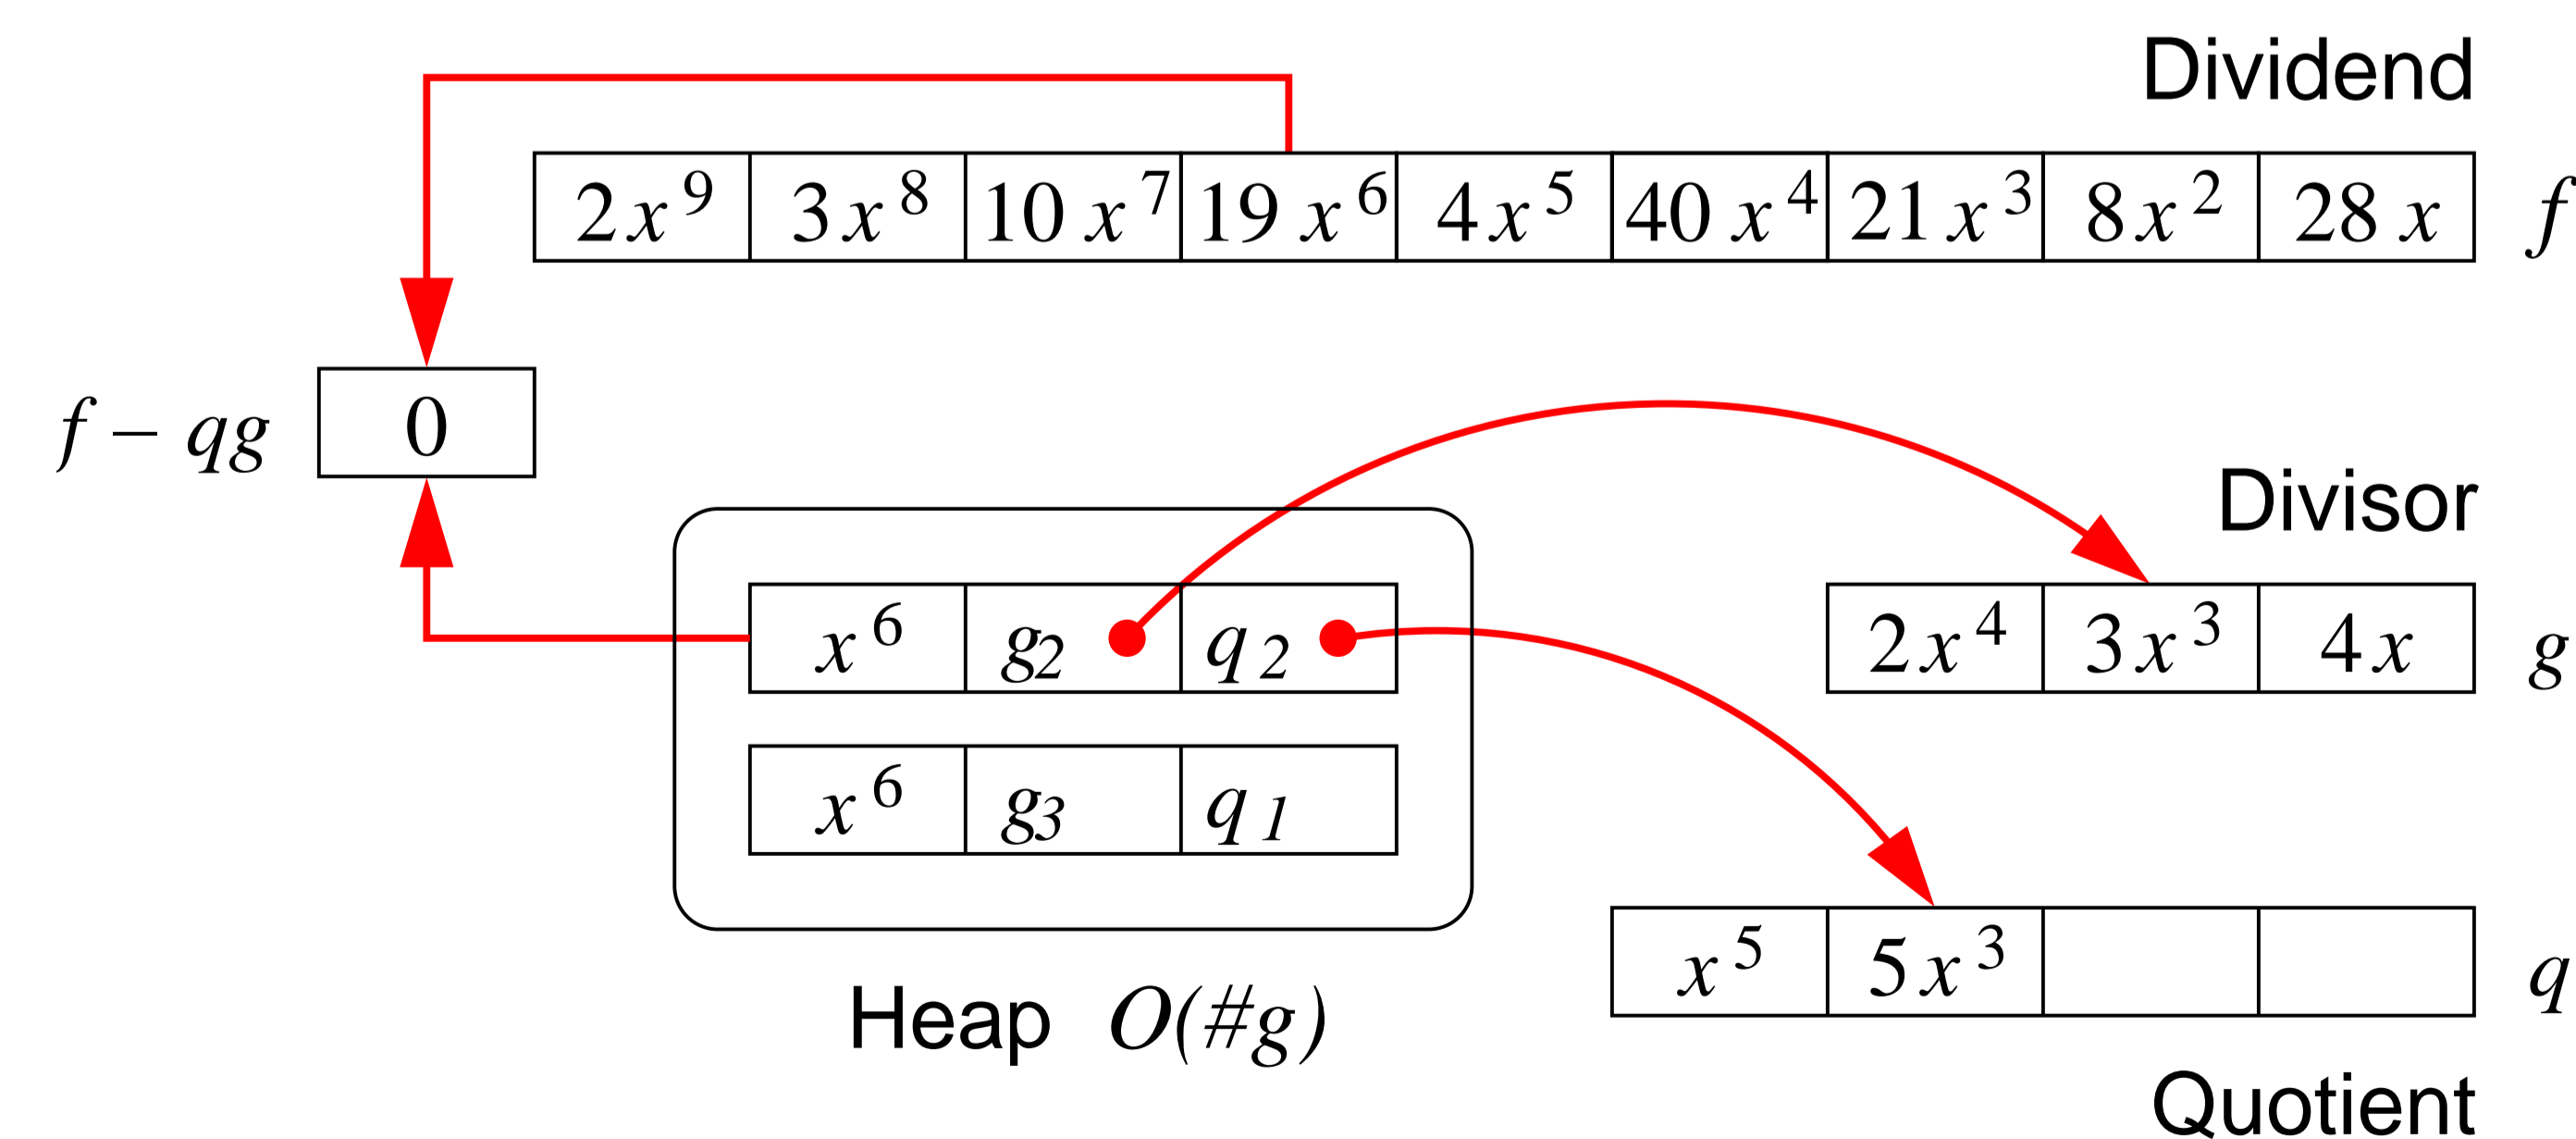 Dividend
2x⁹ 3x⁸ 10x⁷ 19x⁶ 4x⁵ 40x⁴ 21x³ 8x² 28x f
f − qg 0
Divisor
x⁶ g₂ q₂ 2x⁴ 3x³ 4x g
x⁶ g₃ q₁
x⁵ 5x³ q
Heap O(#g)
Quotient